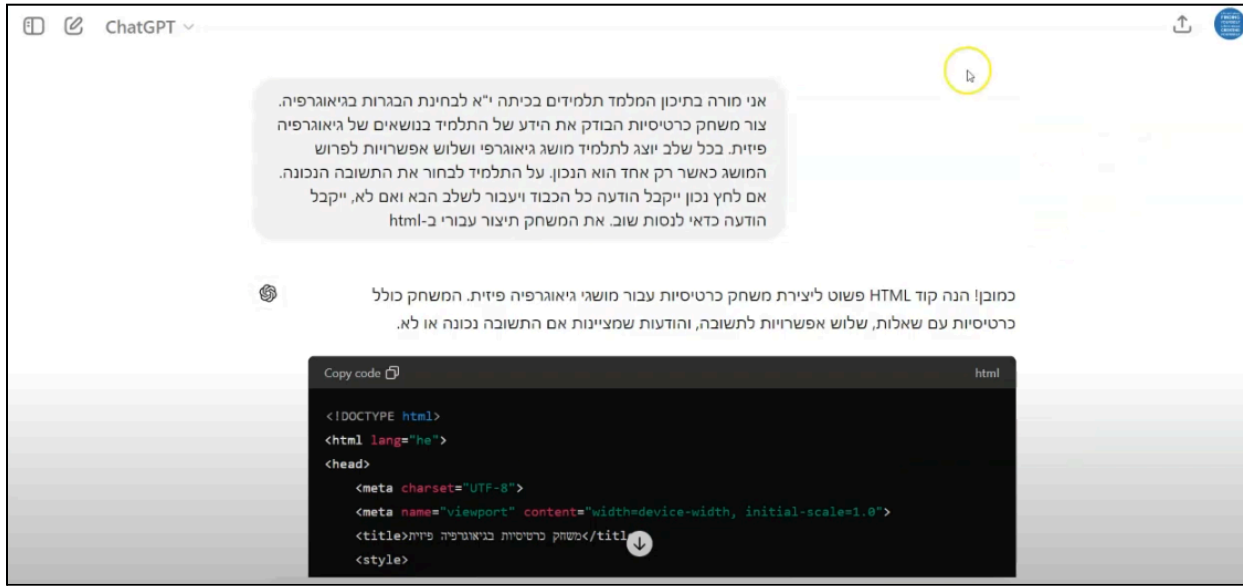 ChatGPT
אני מורה בתיכון המלמד תלמידים בכיתה י"א לבחינת הבגרות בגיאוגרפיה.
צור משחק כרטיסיות הבודק את הידע של התלמיד בנושאים של גיאוגרפיה
פיזית. בכל שלב יוצג לתלמיד מושג גיאוגרפי ושלוש אפשרויות לפרוש
המושג כאשר רק אחד הוא הנכון. על התלמיד לבחור את התשובה הנכונה.
אם לחץ נכון ייקבל הודעה כל הכבוד ויעבור לשלב הבא ואם לא, ייקבל
הודעה כדאי לנסות שוב. את המשחק תיצור עבורי ב-html
כמובן! הנה קוד HTML פשוט ליצירת משחק כרטיסיות עבור מושגי גיאוגרפיה פיזית. המשחק כולל
כרטיסיות עם שאלות, שלוש אפשרויות לתשובה, והודעות שמציינות אם התשובה נכונה או לא.
Copy code
html
<!DOCTYPE html>
<html lang="he">
<head>
<meta charset="UTF-8">
<meta name="viewport" content="width=device-width, initial-scale=1.0">
<title>משחק כרטיסיות בגיאוגרפיה פיזית</titl
<style>